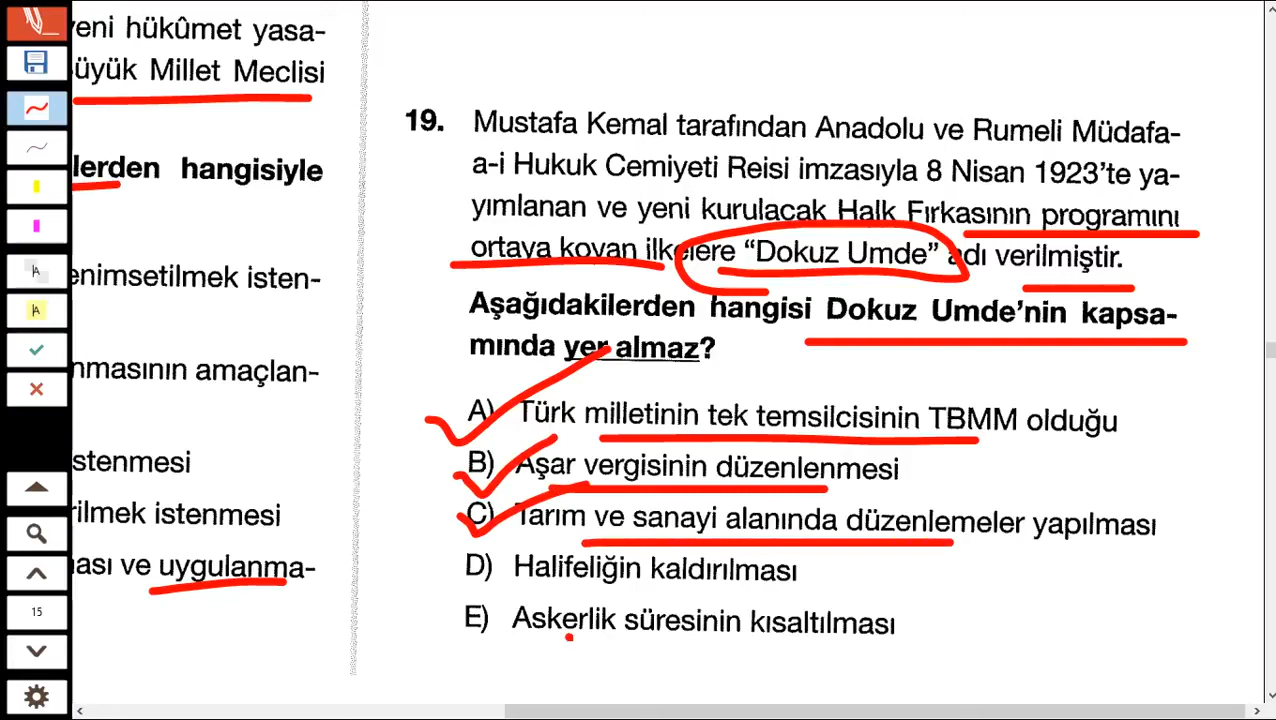 yeni hükûmet yasa-
üyük Millet Meclisi
lerden hangisiyle
enimsetilmek isten-
nmasının amaçlan-
stenmesi
rilmek istenmesi
ması ve uygulanma-
19. Mustafa Kemal tarafından Anadolu ve Rumeli Müdafa-
a-i Hukuk Cemiyeti Reisi imzasıyla 8 Nisan 1923’te ya-
yımlanan ve yeni kurulacak Halk Fırkasının programını
ortaya koyan ilkelere “Dokuz Umde” adı verilmiştir.
Aşağıdakilerden hangisi Dokuz Umde’nin kapsa-
mında yer almaz?
A) Türk milletinin tek temsilcisinin TBMM olduğu
B) Aşar vergisinin düzenlenmesi
C) Tarım ve sanayi alanında düzenlemeler yapılması
D) Halifeliğin kaldırılması
E) Askerlik süresinin kısaltılması
A
A
15